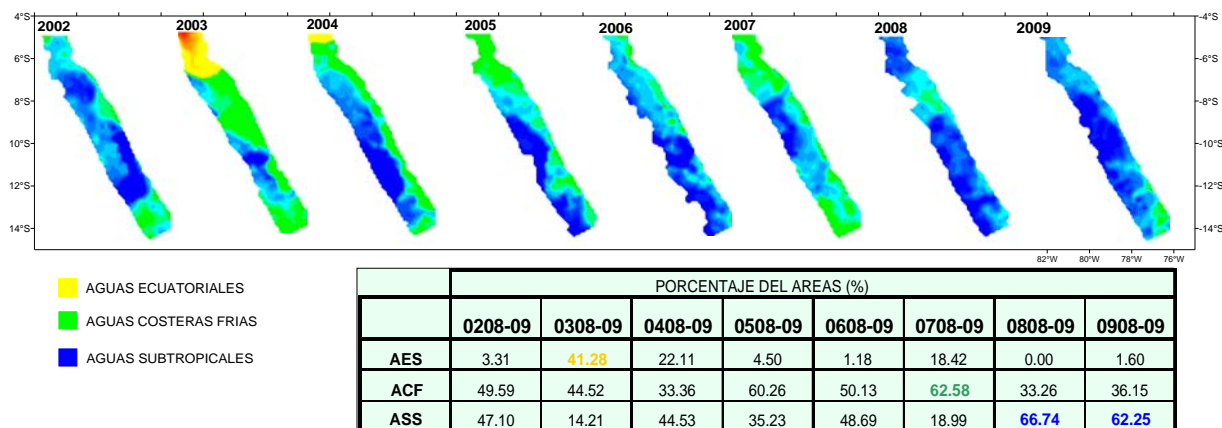 4°S -4°S
2002 2003 2004 2005 2006 2007 2008 2009
6°S -6°S
8°S -8°S
10°S -10°S
12°S -12°S
14°S -14°S
82°W 80°W 78°W 76°W
AGUAS ECUATORIALES
AGUAS COSTERAS FRIAS
AGUAS SUBTROPICALES
PORCENTAJE DEL AREAS (%)
0208-09 0308-09 0408-09 0508-09 0608-09 0708-09 0808-09 0908-09
AES 3.31 41.28 22.11 4.50 1.18 18.42 0.00 1.60
ACF 49.59 44.52 33.36 60.26 50.13 62.58 33.26 36.15
ASS 47.10 14.21 44.53 35.23 48.69 18.99 66.74 62.25